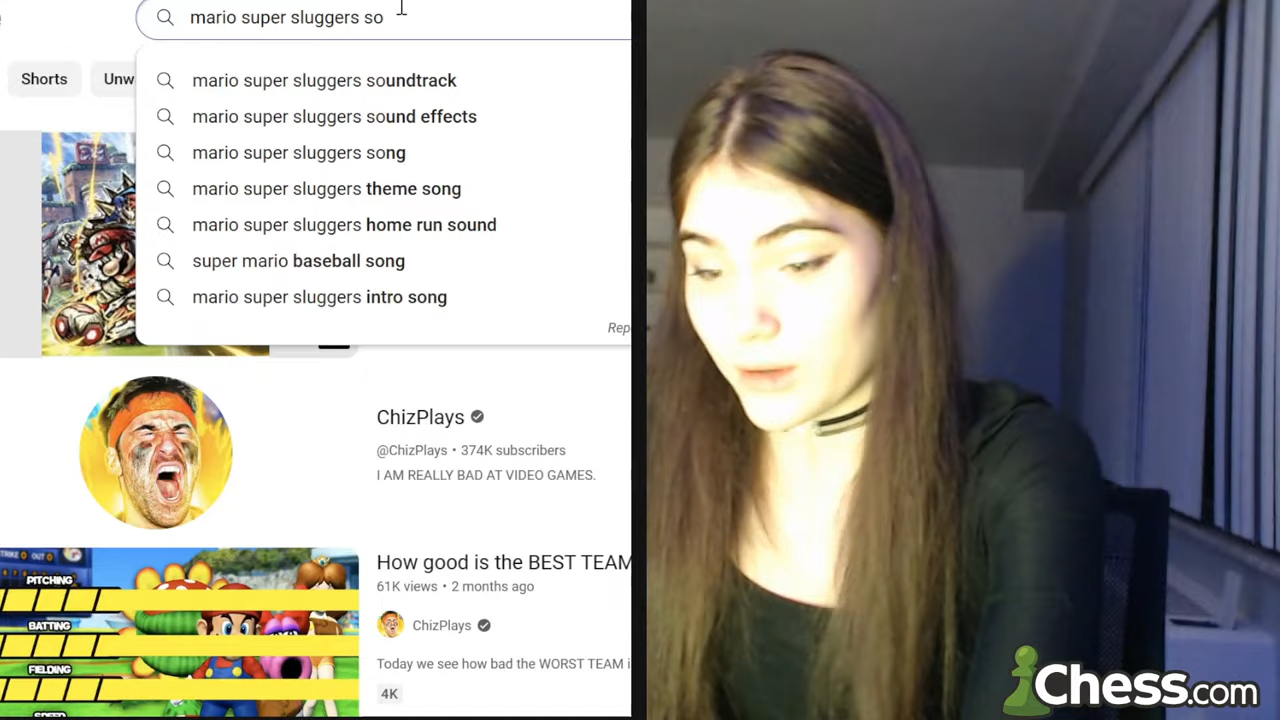 mario super sluggers so
Shorts
Unw
mario super sluggers soundtrack
mario super sluggers sound effects
mario super sluggers song
mario super sluggers theme song
mario super sluggers home run sound
super mario baseball song
mario super sluggers intro song
Rep
ChizPlays
@ChizPlays • 374K subscribers
I AM REALLY BAD AT VIDEO GAMES.
STRIKE OUT
PITCHING
BATTING
FIELDING
SPEED
How good is the BEST TEAM
61K views • 2 months ago
ChizPlays
Today we see how bad the WORST TEAM i
4K
Chess.com